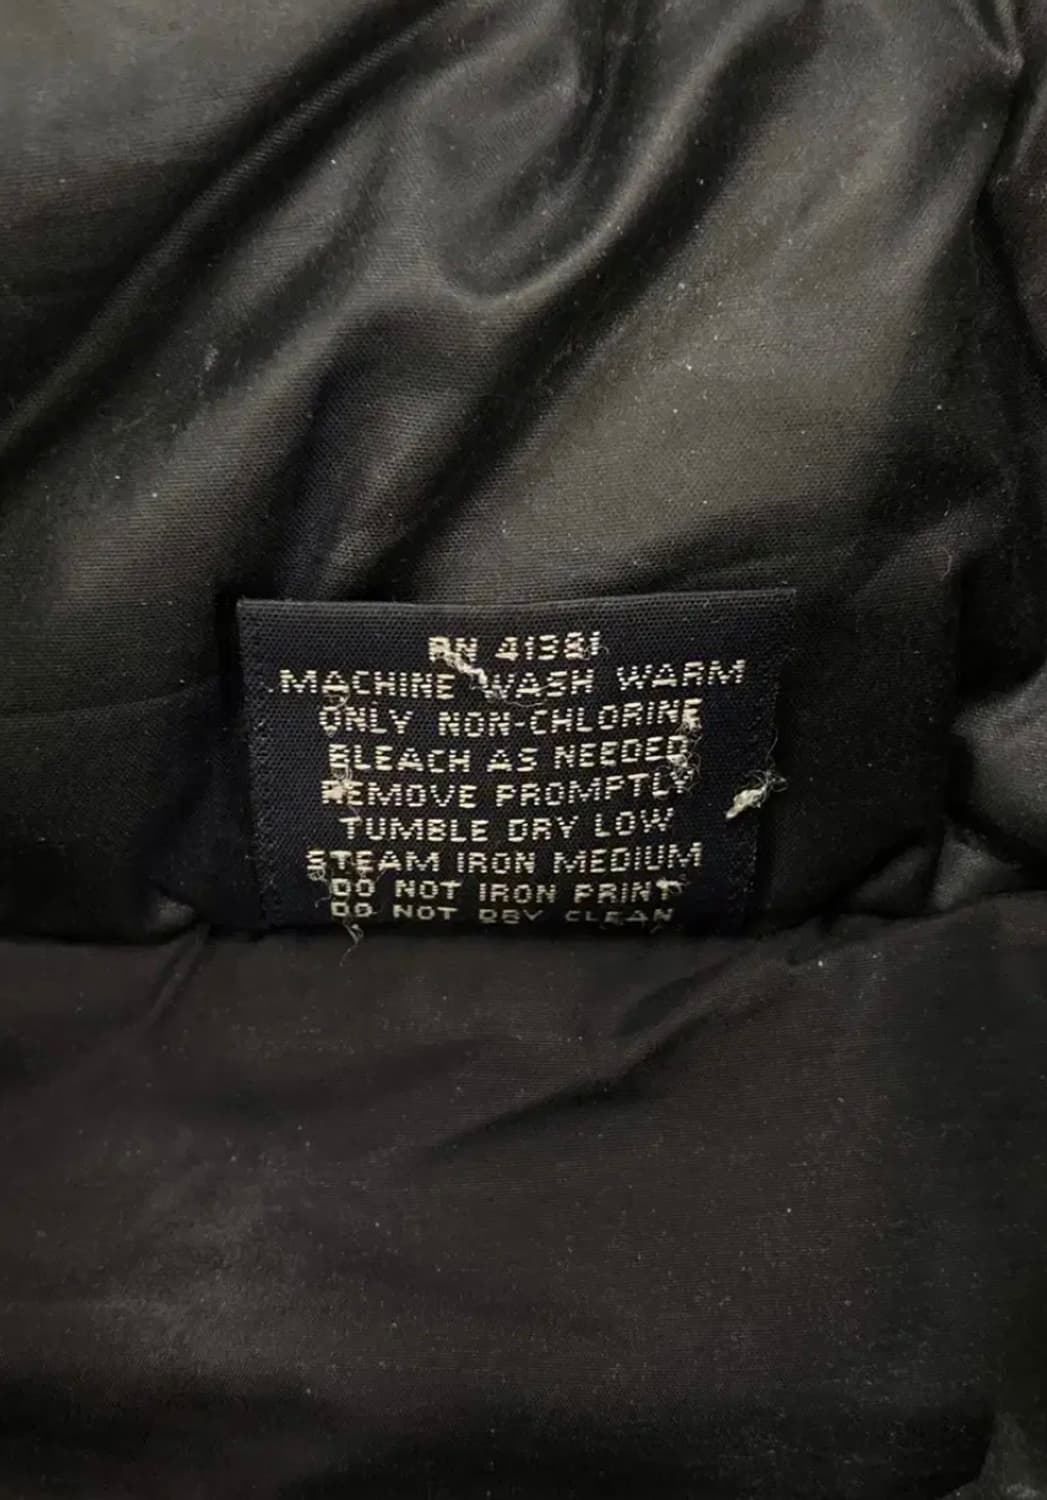 RN 41381
MACHINE WASH WARM
ONLY NON-CHLORINE
BLEACH AS NEEDED
REMOVE PROMPTLY
TUMBLE DRY LOW
STEAM IRON MEDIUM
DO NOT IRON PRINT
DO NOT DRY CLEAN